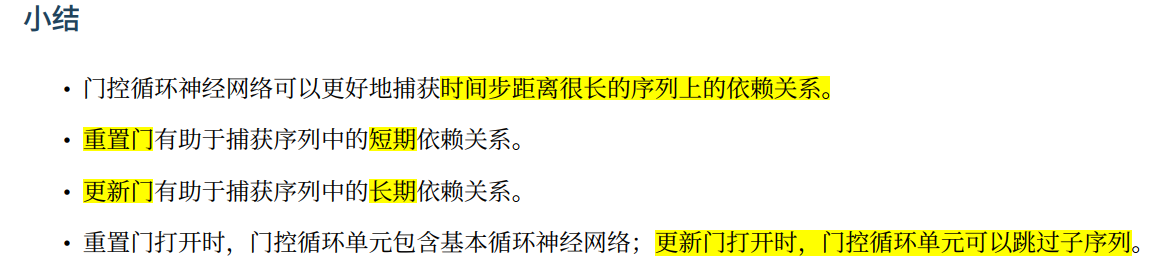 小结
• 门控循环神经网络可以更好地捕获时间步距离很长的序列上的依赖关系。
• 重置门有助于捕获序列中的短期依赖关系。
• 更新门有助于捕获序列中的长期依赖关系。
• 重置门打开时，门控循环单元包含基本循环神经网络；更新门打开时，门控循环单元可以跳过子序列。